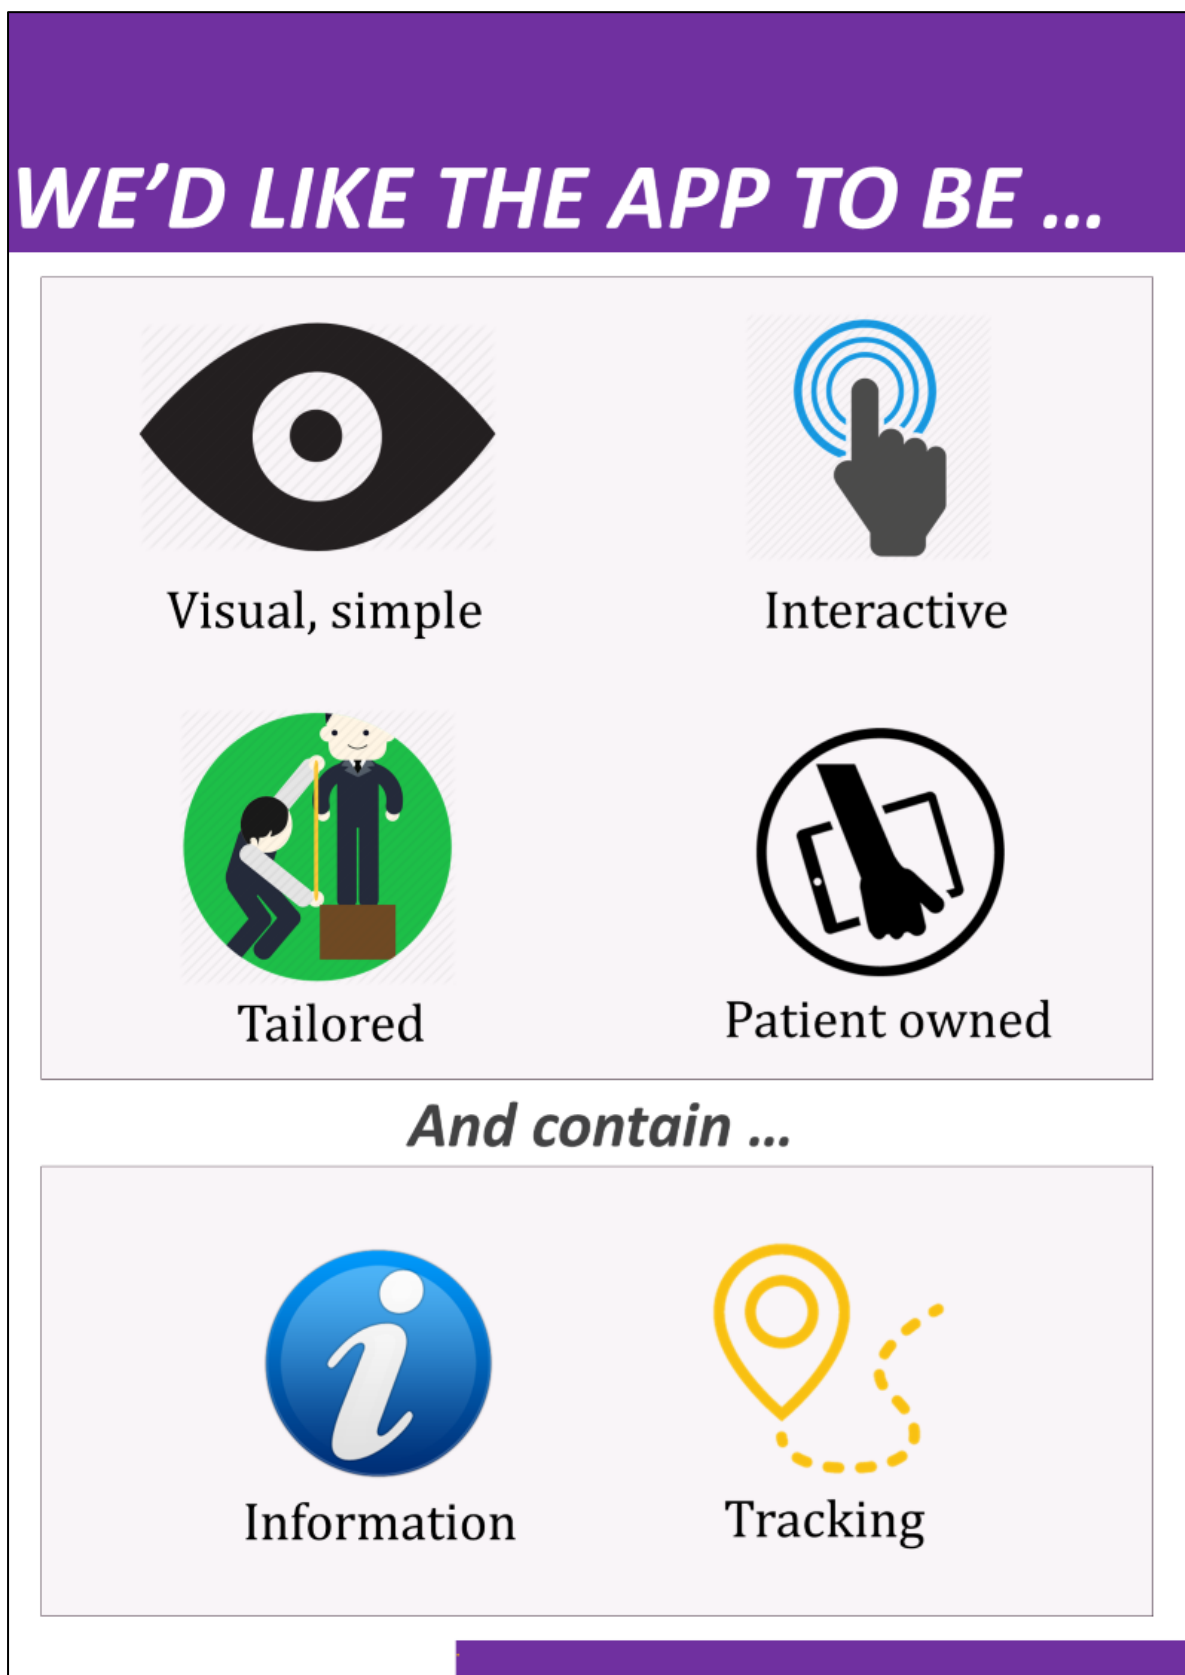 WE’D LIKE THE APP TO BE …
Visual, simple
Interactive
Tailored
Patient owned
And contain …
Information
Tracking